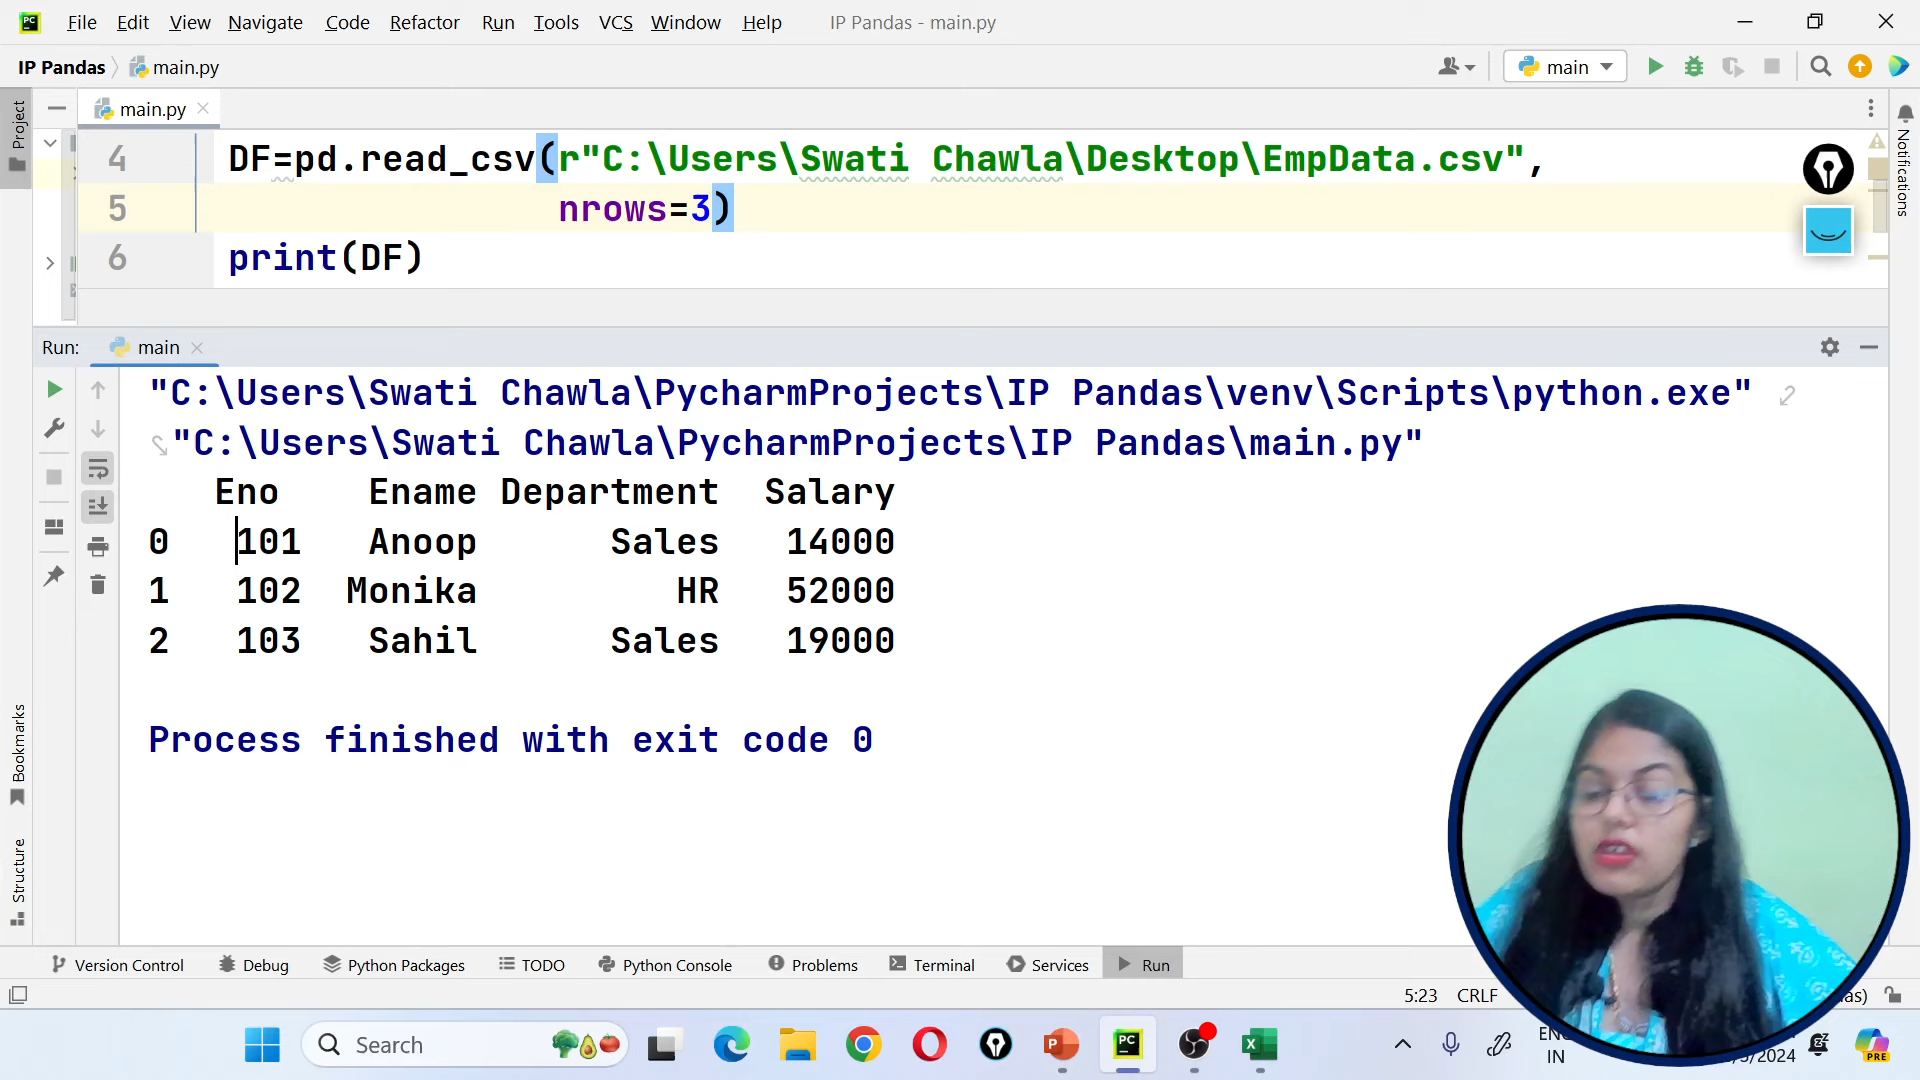 File Edit View Navigate Code Refactor Run Tools VCS Window Help IP Pandas - main.py
IP Pandas main.py main
Project
main.py
Notifications
4 DF=pd.read_csv(r"C:\Users\Swati Chawla\Desktop\EmpData.csv",
5 nrows=3)
6 print(DF)
Run: main
"C:\Users\Swati Chawla\PycharmProjects\IP Pandas\venv\Scripts\python.exe"
"C:\Users\Swati Chawla\PycharmProjects\IP Pandas\main.py"
Eno Ename Department Salary
0 101 Anoop Sales 14000
1 102 Monika HR 52000
2 103 Sahil Sales 19000
Process finished with exit code 0
Bookmarks
Structure
Version Control Debug Python Packages TODO Python Console Problems Terminal Services Run
5:23 CRLF
Search
IN
PRE